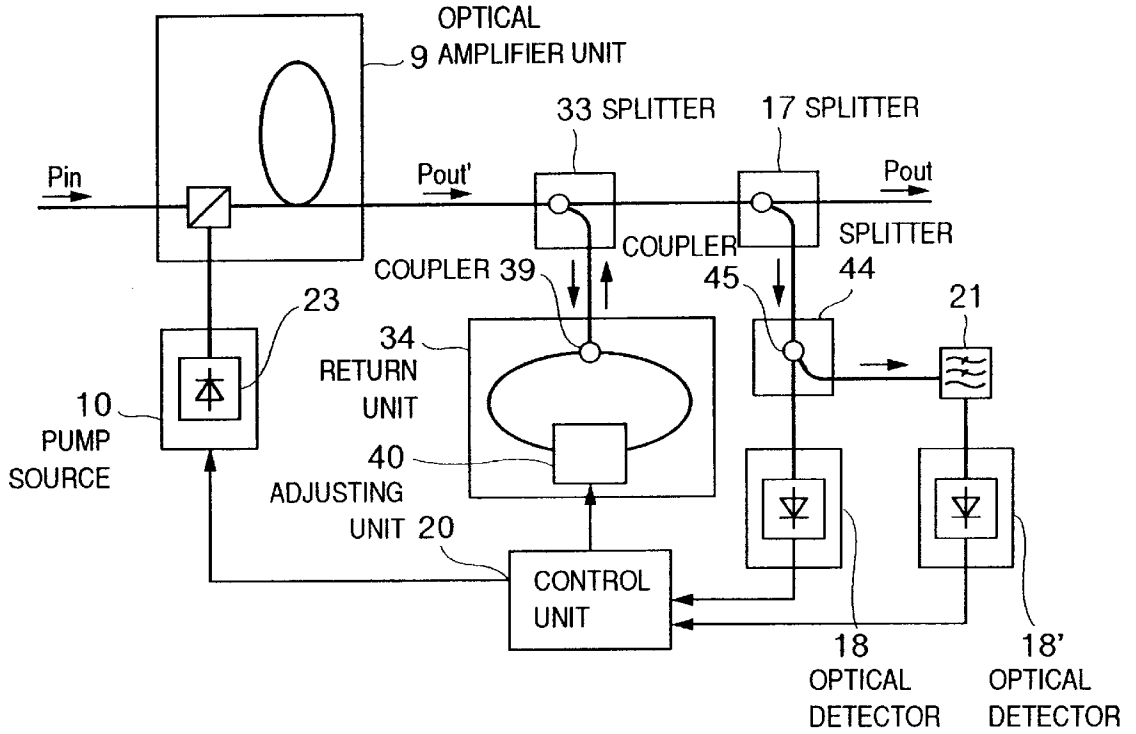 OPTICAL
9 AMPLIFIER UNIT
33 SPLITTER
17 SPLITTER
Pin
Pout'
Pout
COUPLER 39
COUPLER
45
SPLITTER
44
23
21
34
RETURN
UNIT
10
PUMP
SOURCE
40
ADJUSTING
UNIT
20
CONTROL
UNIT
18
OPTICAL
DETECTOR
18'
OPTICAL
DETECTOR